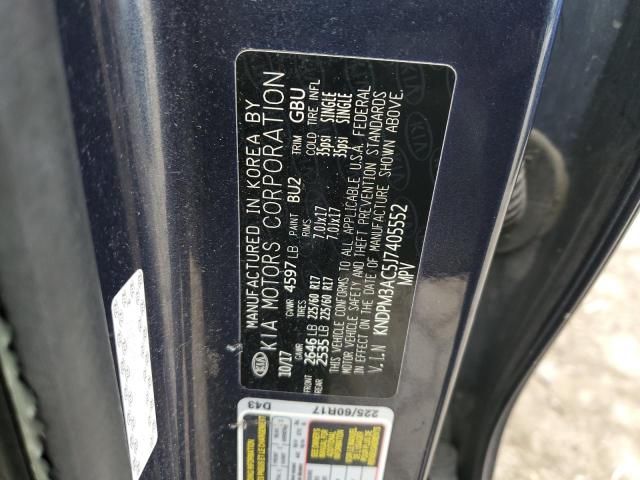 KIA
MANUFACTURED IN KOREA BY
KIA MOTORS CORPORATION
10/17 GVWR 4597 LB PAINT BU2 TRIM GBU
GAWR TIRES RIMS COLD TIRE INFL
FRONT 2646 LB 225/60 R17 7.0Jx17 35psi SINGLE
REAR 2535 LB 225/60 R17 7.0Jx17 35psi SINGLE
THIS VEHICLE CONFORMS TO ALL APPLICABLE U.S.A. FEDERAL
MOTOR VEHICLE SAFETY AND THEFT PREVENTION STANDARDS
IN EFFECT ON THE DATE OF MANUFACTURE SHOWN ABOVE.
V.I.N KNDPM3AC5J7405552
MPV
D43
225/60R17